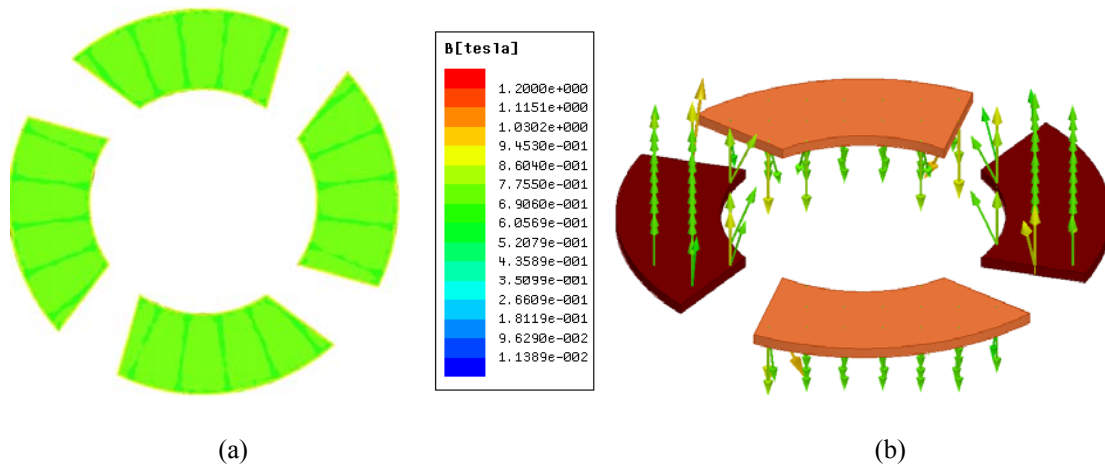 B[tesla]
1.2000e+000
1.1151e+000
1.0302e+000
9.4530e-001
8.6040e-001
7.7550e-001
6.9060e-001
6.0569e-001
5.2079e-001
4.3589e-001
3.5099e-001
2.6609e-001
1.8119e-001
9.6290e-002
1.1389e-002
(a)
(b)